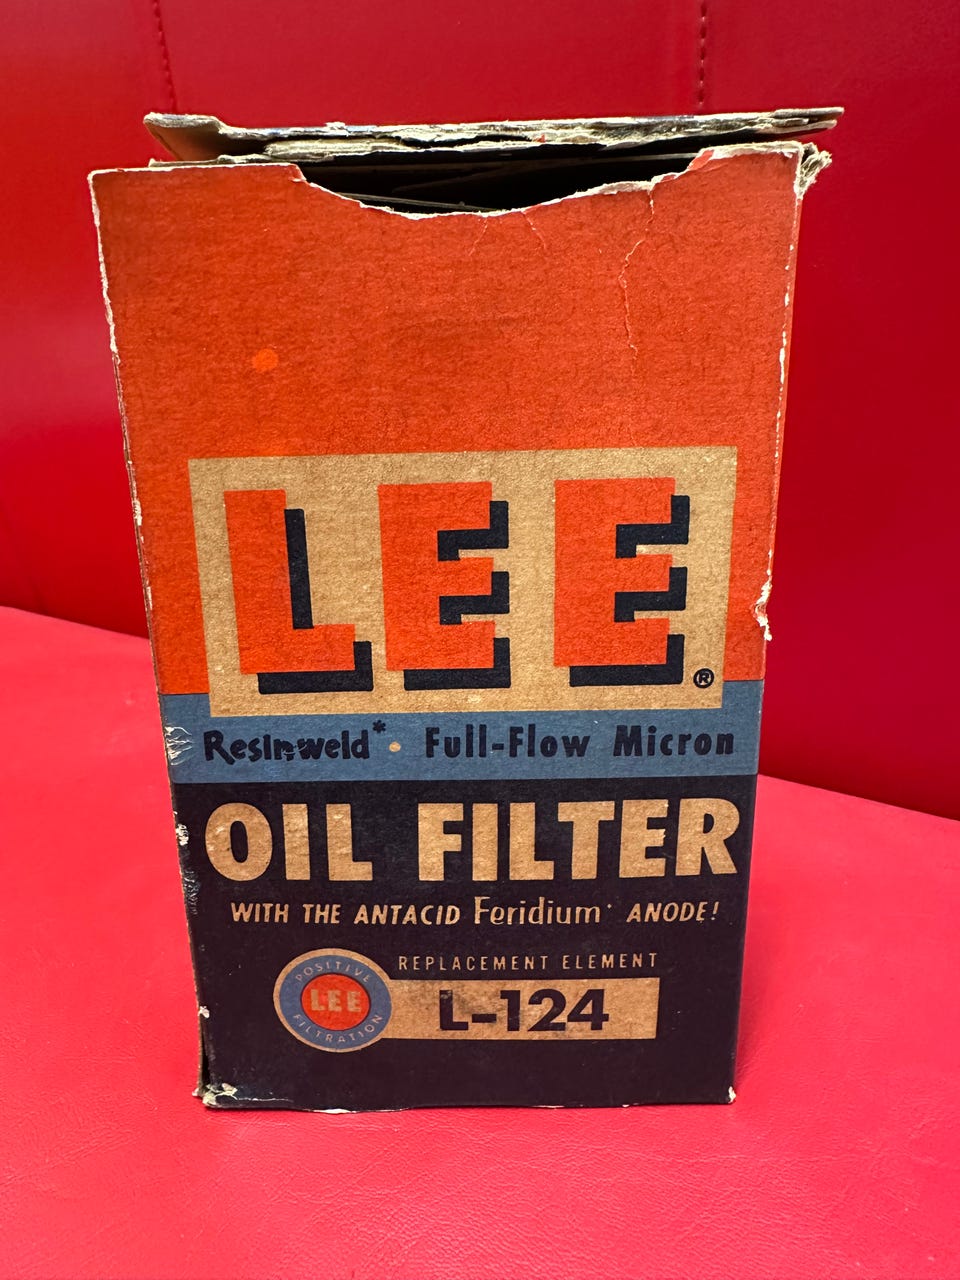 LEE®
Resinweld* • Full-Flow Micron
OIL FILTER
WITH THE ANTACID Feridium· ANODE!
REPLACEMENT ELEMENT
L-124
POSITIVE
LEE
FILTRATION